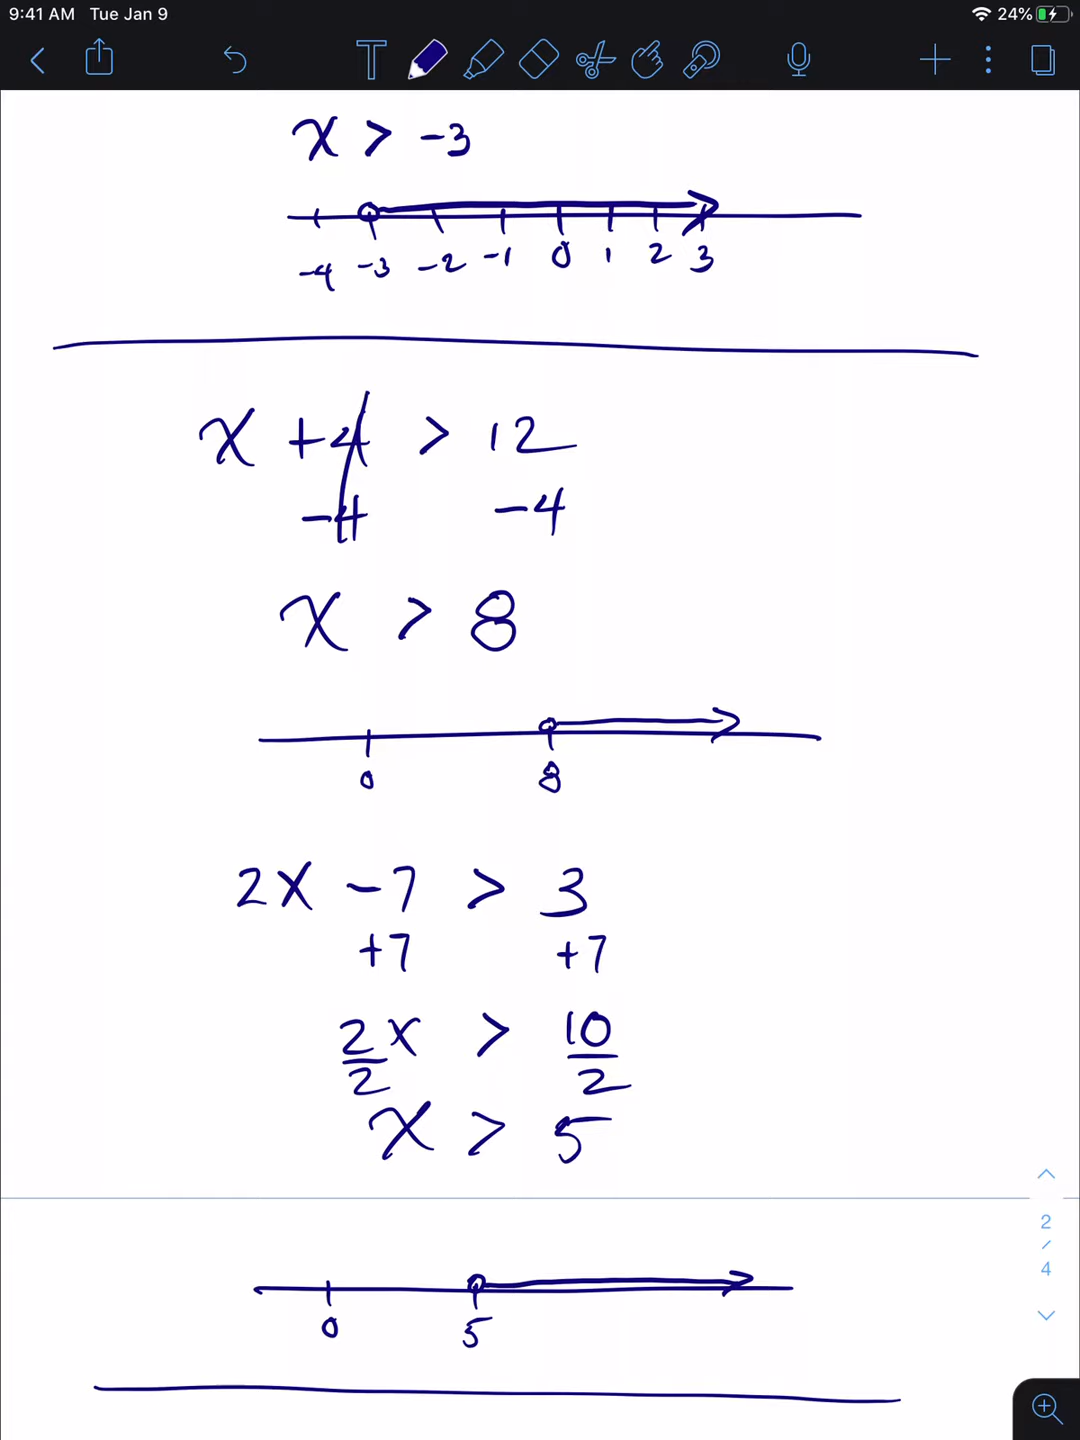 9:41 AM Tue Jan 9 24%
x > -3
-4 -3 -2 -1 0 1 2 3
x +4 > 12
-4 -4
x > 8
0 8
2x -7 > 3
+7 +7
2x > 10
2 2
x > 5
2
/
4
0 5